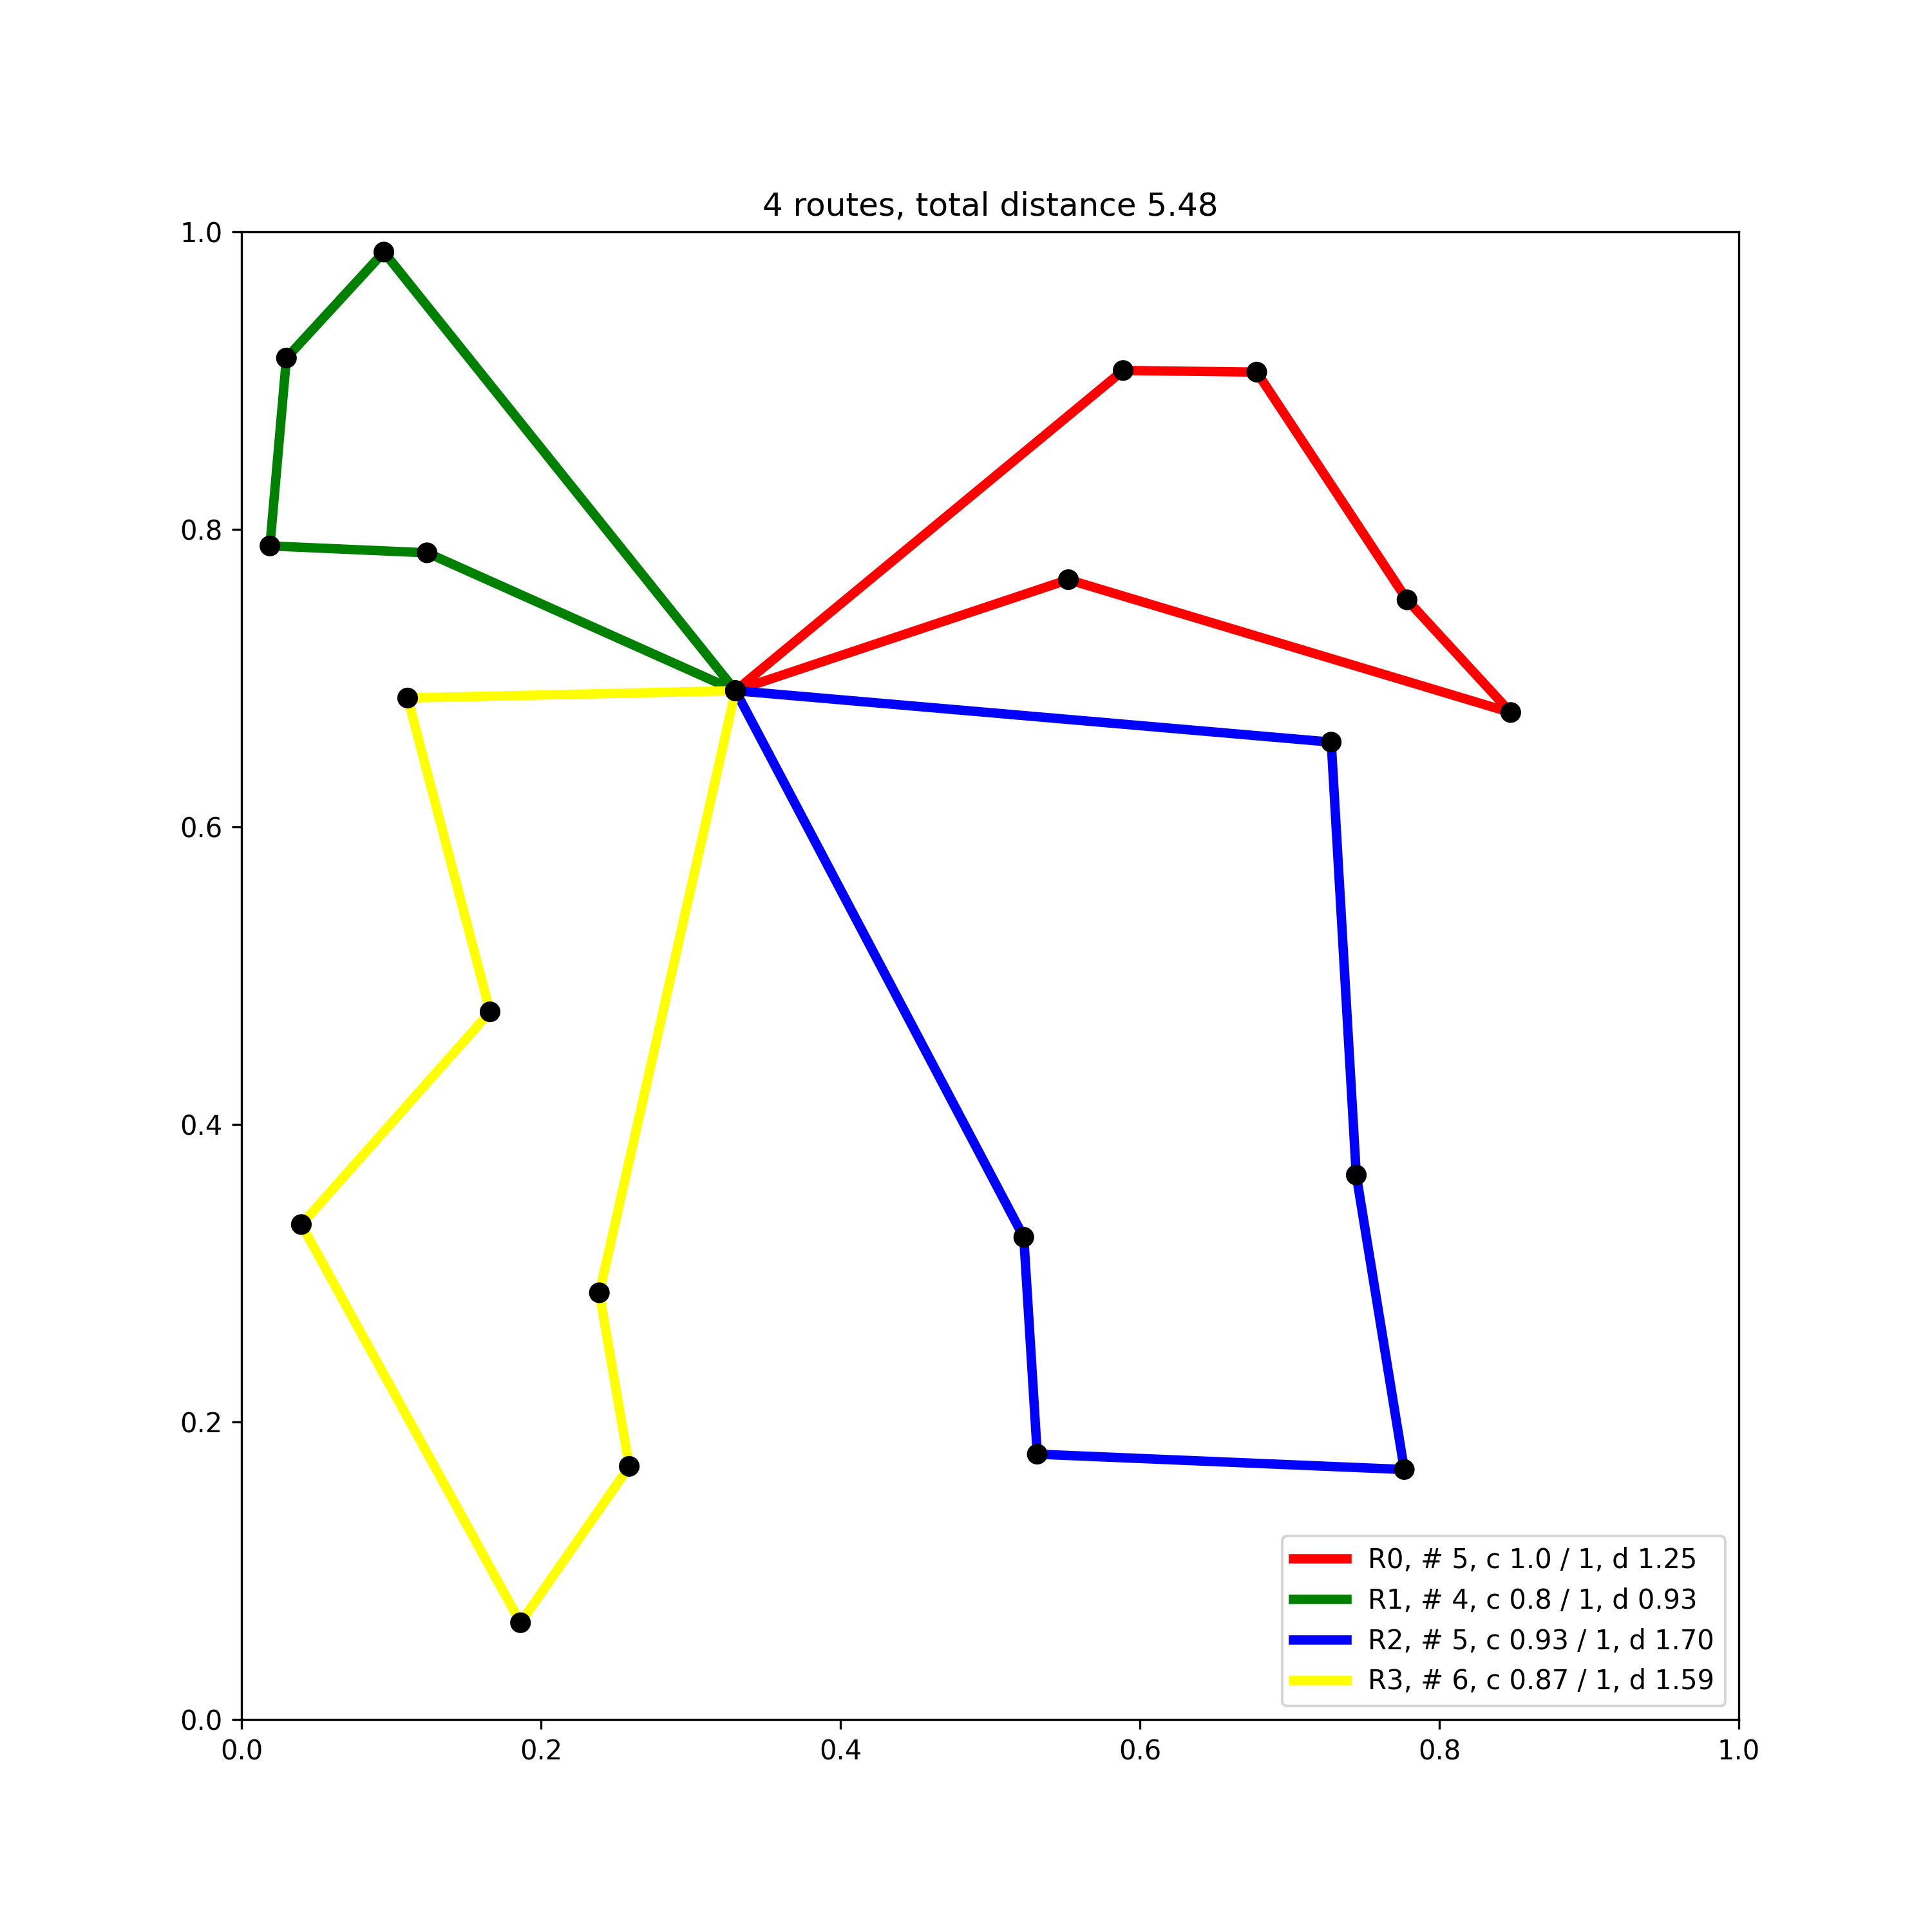 4 routes, total distance 5.48
1.0
0.8
0.6
0.4
0.2
0.0
0.0 0.2 0.4 0.6 0.8 1.0
R0, # 5, c 1.0 / 1, d 1.25
R1, # 4, c 0.8 / 1, d 0.93
R2, # 5, c 0.93 / 1, d 1.70
R3, # 6, c 0.87 / 1, d 1.59